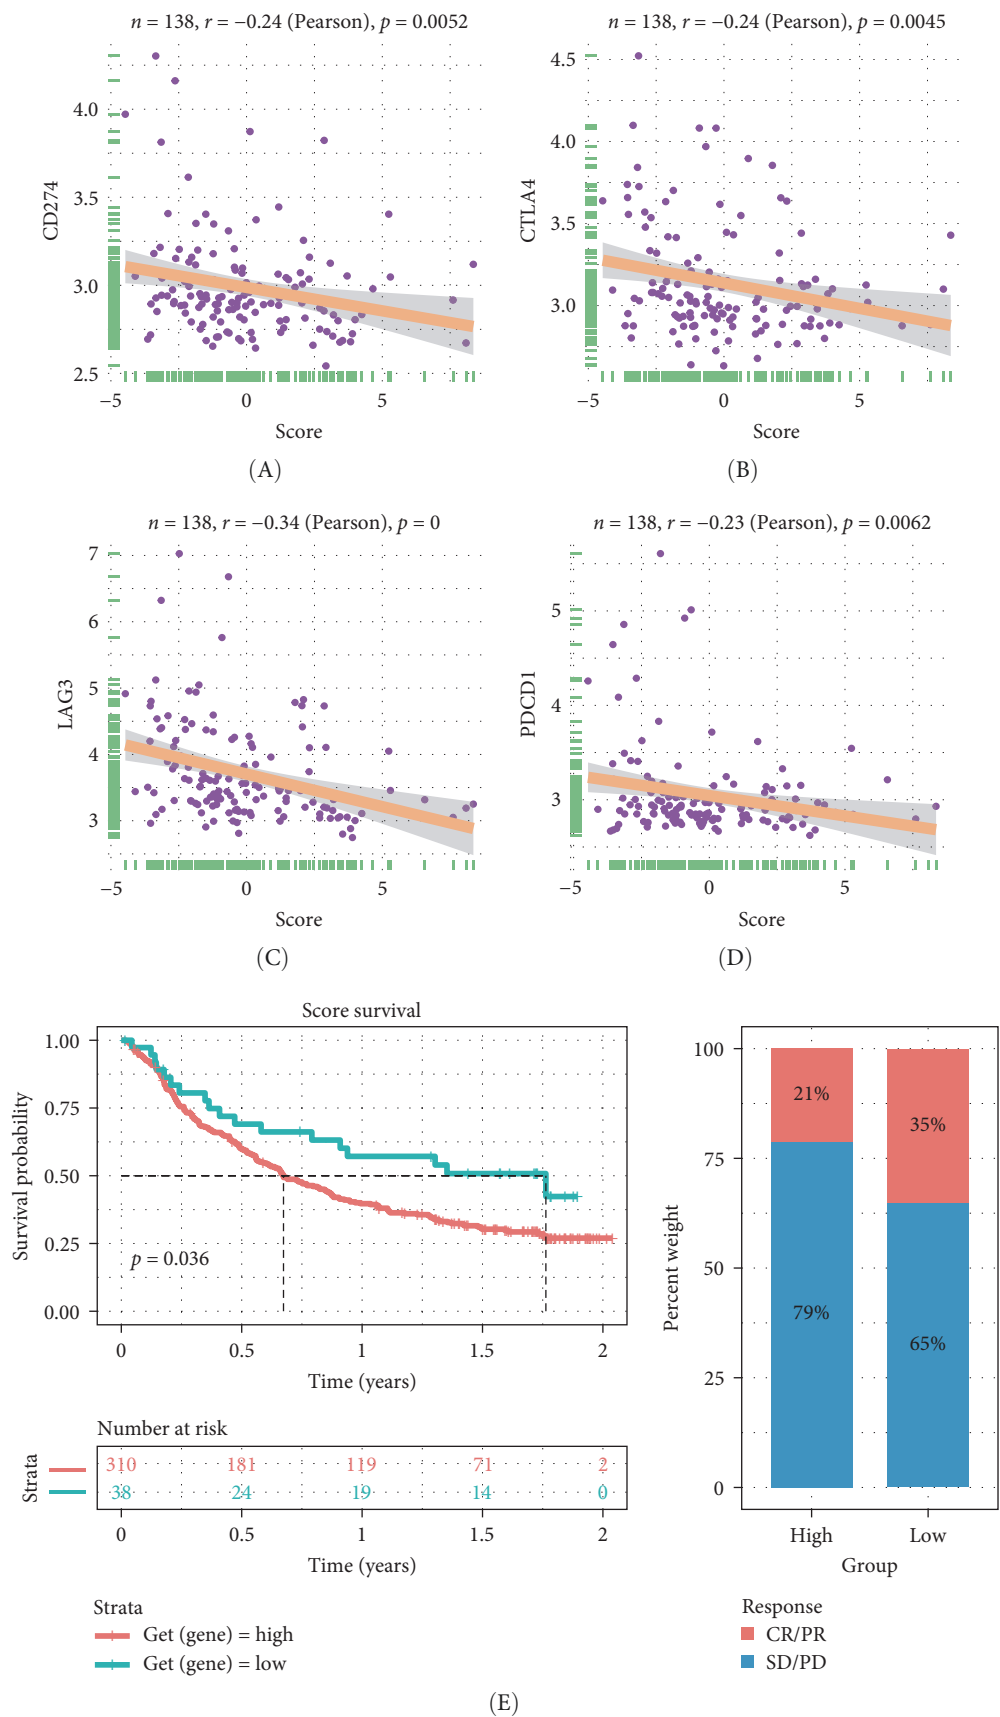 n = 138, r = −0.24 (Pearson), p = 0.0052
CD274
4.0
3.5
3.0
2.5
−5 0 5
Score
(A)
n = 138, r = −0.24 (Pearson), p = 0.0045
CTLA4
4.5
4.0
3.5
3.0
−5 0 5
Score
(B)
n = 138, r = −0.34 (Pearson), p = 0
LAG3
7
6
5
4
3
−5 0 5
Score
(C)
n = 138, r = −0.23 (Pearson), p = 0.0062
PDCD1
5
4
3
−5 0 5
Score
(D)
Score survival
Survival probability
1.00
0.75
0.50
0.25
0.00
p = 0.036
0 0.5 1 1.5 2
Time (years)
Number at risk
Strata
310 181 119 71 2
38 24 19 14 0
0 0.5 1 1.5 2
Time (years)
Strata
Get (gene) = high
Get (gene) = low
Percent weight
100
75
50
25
0
21%
35%
79%
65%
High Low
Group
Response
CR/PR
SD/PD
(E)